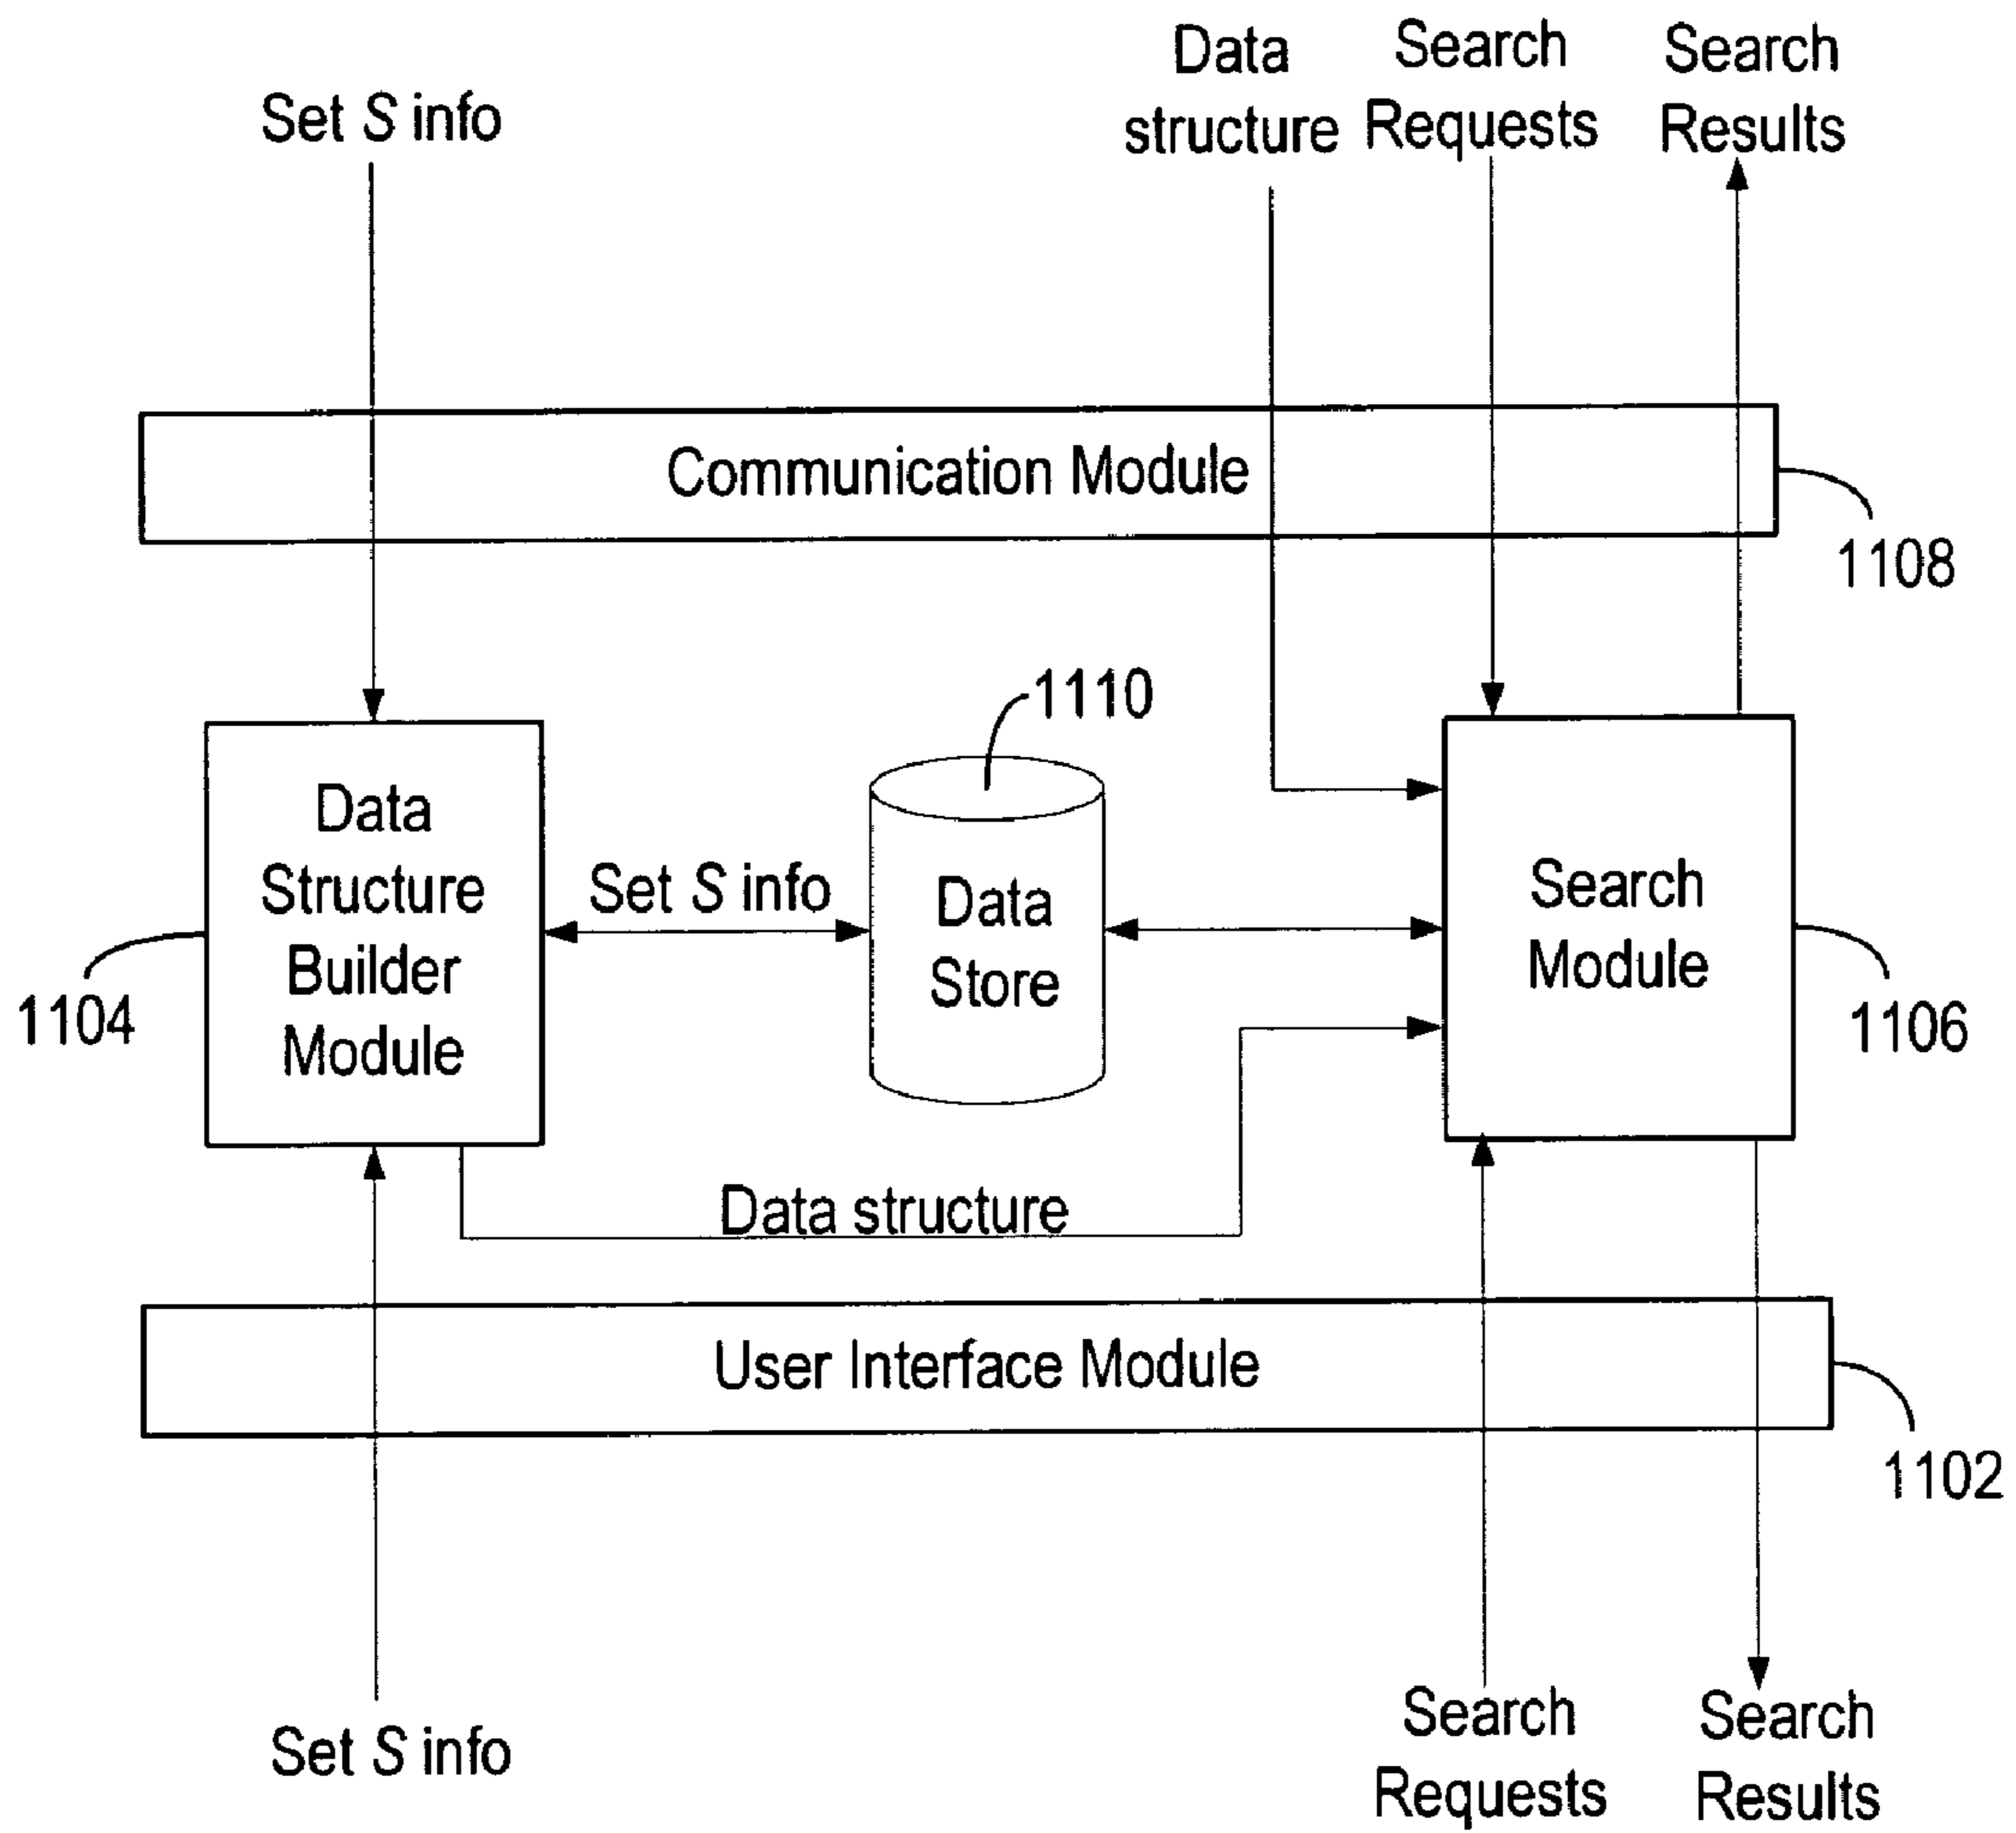 Set S info
Data
structure
Search
Requests
Search
Results
Communication Module
1108
1110
Data
Structure
Builder
Module
1104
Set S info
Data
Store
Search
Module
1106
Data structure
User Interface Module
1102
Set S info
Search
Requests
Search
Results